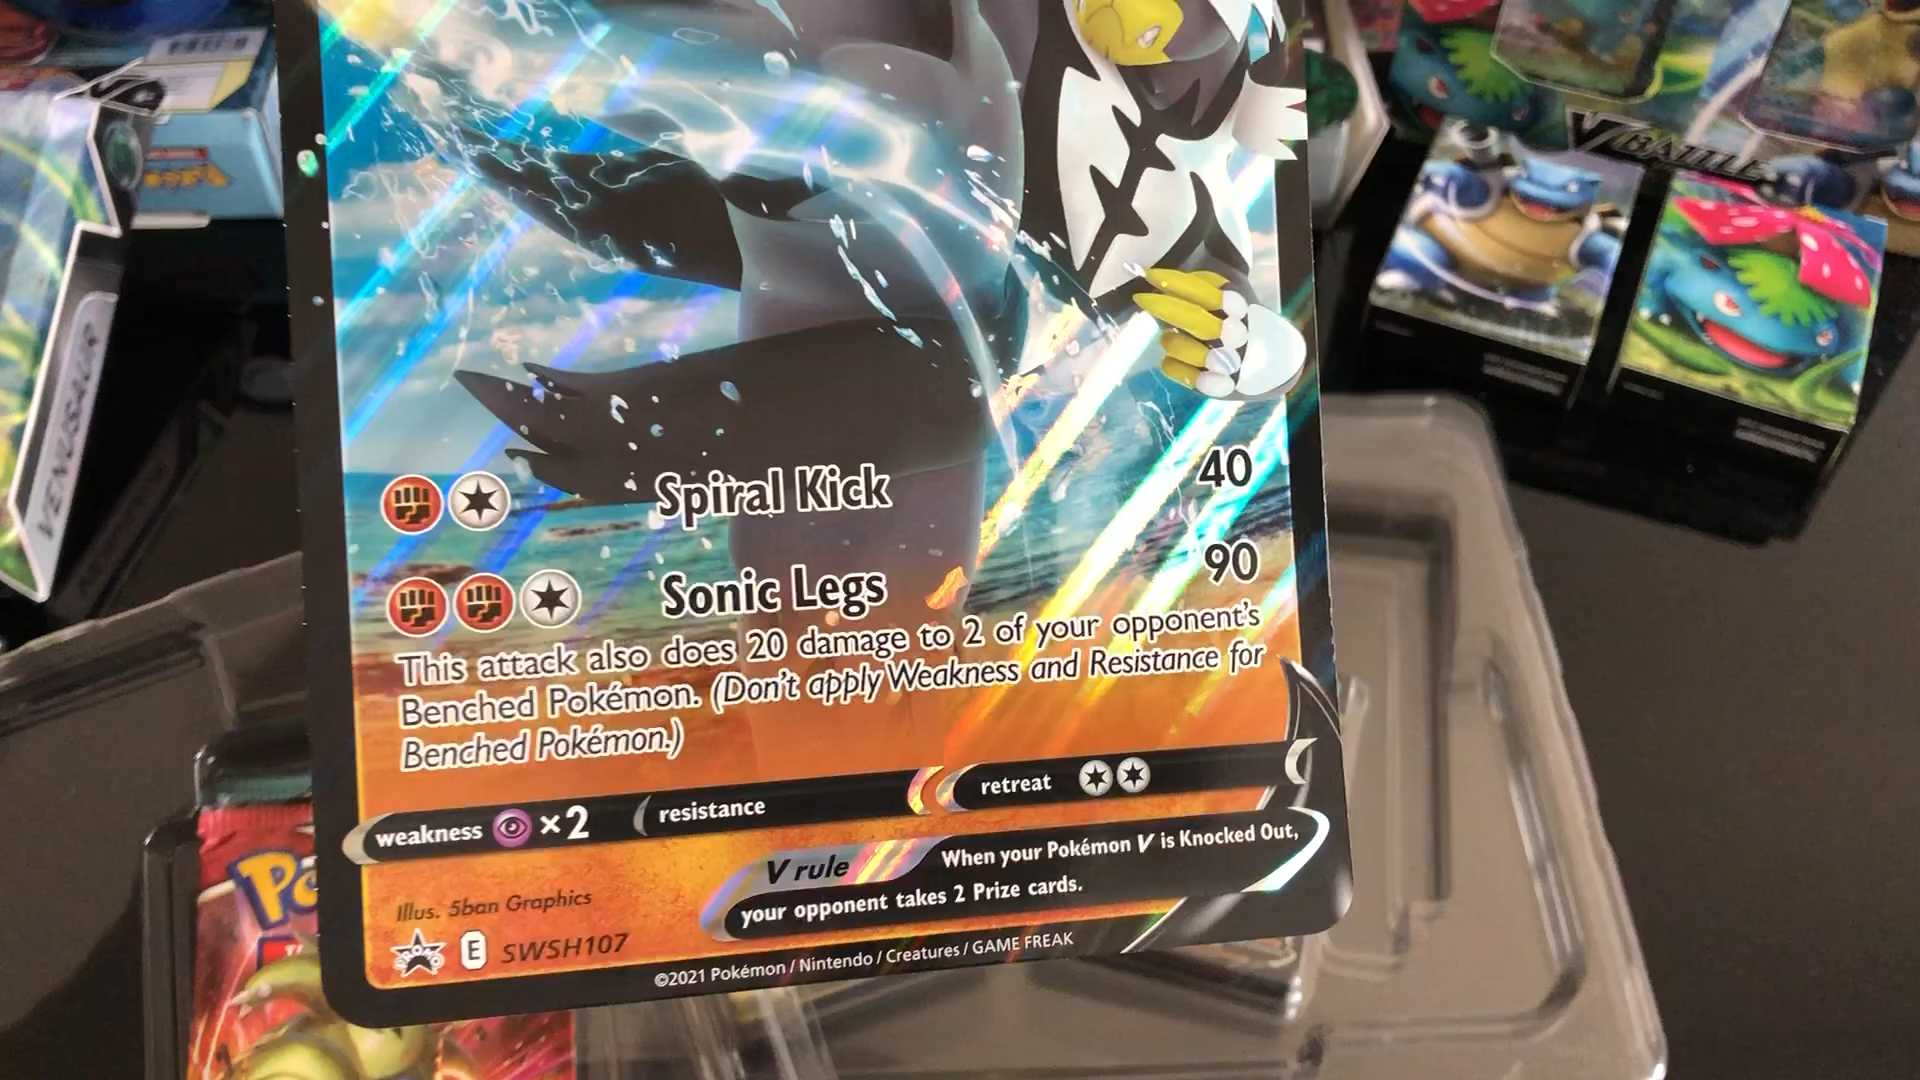 VENUSAUR
V BATTLE
Spiral Kick
40
Sonic Legs
90
This attack also does 20 damage to 2 of your opponent's
Benched Pokémon. (Don't apply Weakness and Resistance for
Benched Pokémon.)
weakness ×2 resistance
retreat
V rule When your Pokémon V is Knocked Out,
your opponent takes 2 Prize cards.
Illus. 5ban Graphics
PROMO E SWSH107
©2021 Pokémon / Nintendo / Creatures / GAME FREAK